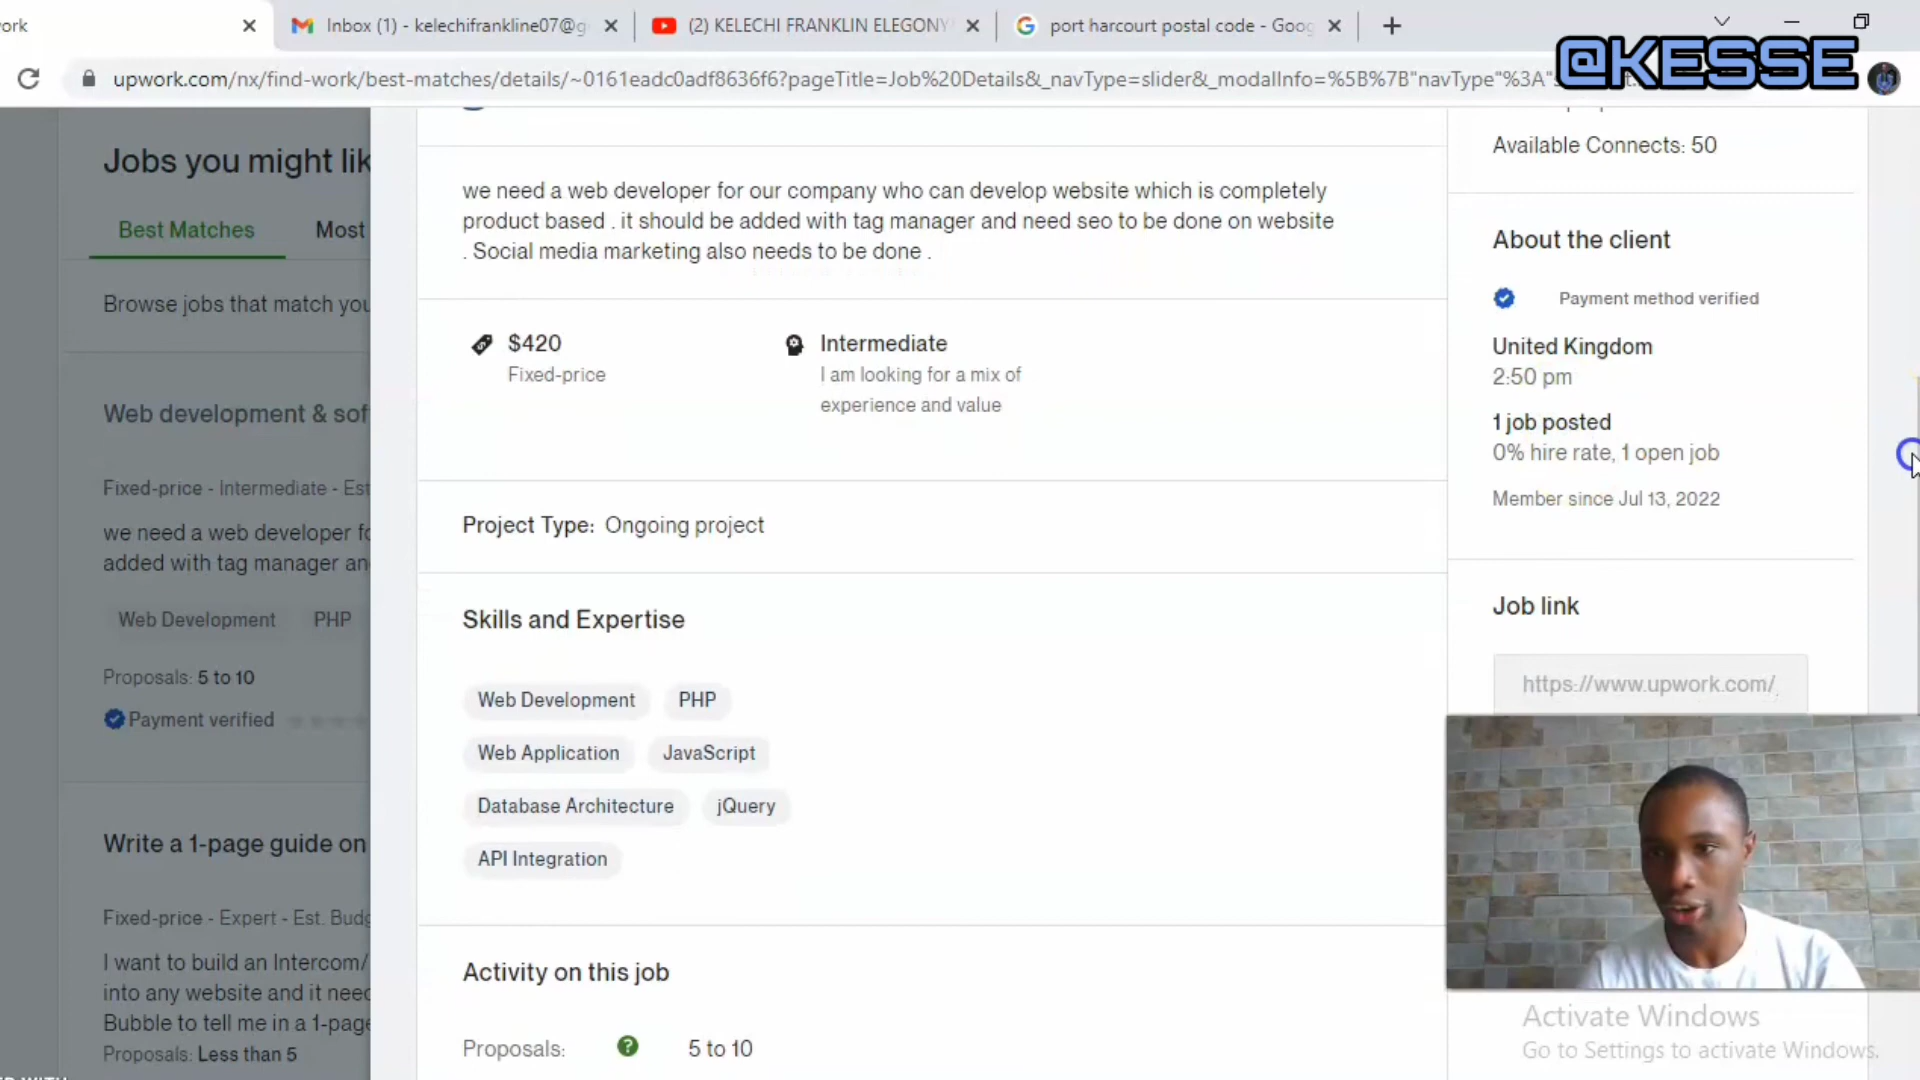 ork
Inbox (1) - kelechifrankline07@g
(2) KELECHI FRANKLIN ELEGONY
port harcourt postal code - Goog
@KESSE
upwork.com/nx/find-work/best-matches/details/~0161eadc0adf8636f6?pageTitle=Job%20Details&_navType=slider&_modalInfo=%5B%7B"navType"%3A"s
Jobs you might lik
Best Matches
Most
Browse jobs that match you
Web development & sof
Fixed-price - Intermediate - Est
we need a web developer fo
added with tag manager an
Web Development
PHP
Proposals: 5 to 10
Payment verified
Write a 1-page guide on
Fixed-price - Expert - Est. Budg
I want to build an Intercom/
into any website and it need
Bubble to tell me in a 1-page
Proposals: Less than 5
we need a web developer for our company who can develop website which is completely
product based . it should be added with tag manager and need seo to be done on website
. Social media marketing also needs to be done .
$420
Fixed-price
Intermediate
I am looking for a mix of
experience and value
Project Type: Ongoing project
Skills and Expertise
Web Development
PHP
Web Application
JavaScript
Database Architecture
jQuery
API Integration
Activity on this job
Proposals:
5 to 10
Available Connects: 50
About the client
Payment method verified
United Kingdom
2:50 pm
1 job posted
0% hire rate, 1 open job
Member since Jul 13, 2022
Job link
https://www.upwork.com/
Activate Windows
Go to Settings to activate Windows.